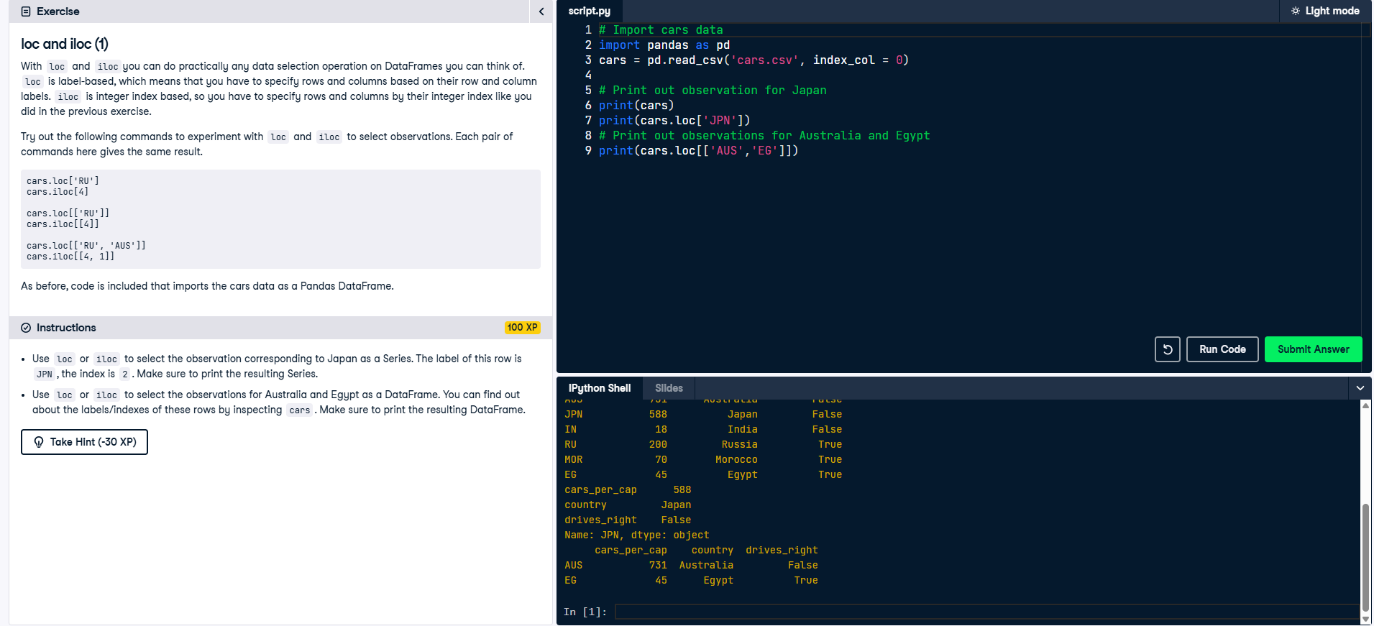 Exercise
loc and iloc (1)
With loc and iloc you can do practically any data selection operation on DataFrames you can think of.
loc is label-based, which means that you have to specify rows and columns based on their row and column
labels. iloc is integer index based, so you have to specify rows and columns by their integer index like you
did in the previous exercise.
Try out the following commands to experiment with loc and iloc to select observations. Each pair of
commands here gives the same result.
cars.loc['RU']
cars.iloc[4]
cars.loc[['RU']]
cars.iloc[[4]]
cars.loc[['RU', 'AUS']]
cars.iloc[[4, 1]]
As before, code is included that imports the cars data as a Pandas DataFrame.
Instructions
100 XP
• Use loc or iloc to select the observation corresponding to Japan as a Series. The label of this row is
JPN , the index is 2 . Make sure to print the resulting Series.
• Use loc or iloc to select the observations for Australia and Egypt as a DataFrame. You can find out
about the labels/indexes of these rows by inspecting cars . Make sure to print the resulting DataFrame.
Take Hint (-30 XP)
script.py
Light mode
1 # Import cars data
2 import pandas as pd
3 cars = pd.read_csv('cars.csv', index_col = 0)
4
5 # Print out observation for Japan
6 print(cars)
7 print(cars.loc['JPN'])
8 # Print out observations for Australia and Egypt
9 print(cars.loc[['AUS','EG']])
Run Code
Submit Answer
IPython Shell
Slides
AUS 731 Australia False
JPN 588 Japan False
IN 18 India False
RU 200 Russia True
MOR 70 Morocco True
EG 45 Egypt True
cars_per_cap 588
country Japan
drives_right False
Name: JPN, dtype: object
cars_per_cap country drives_right
AUS 731 Australia False
EG 45 Egypt True
In [1]: